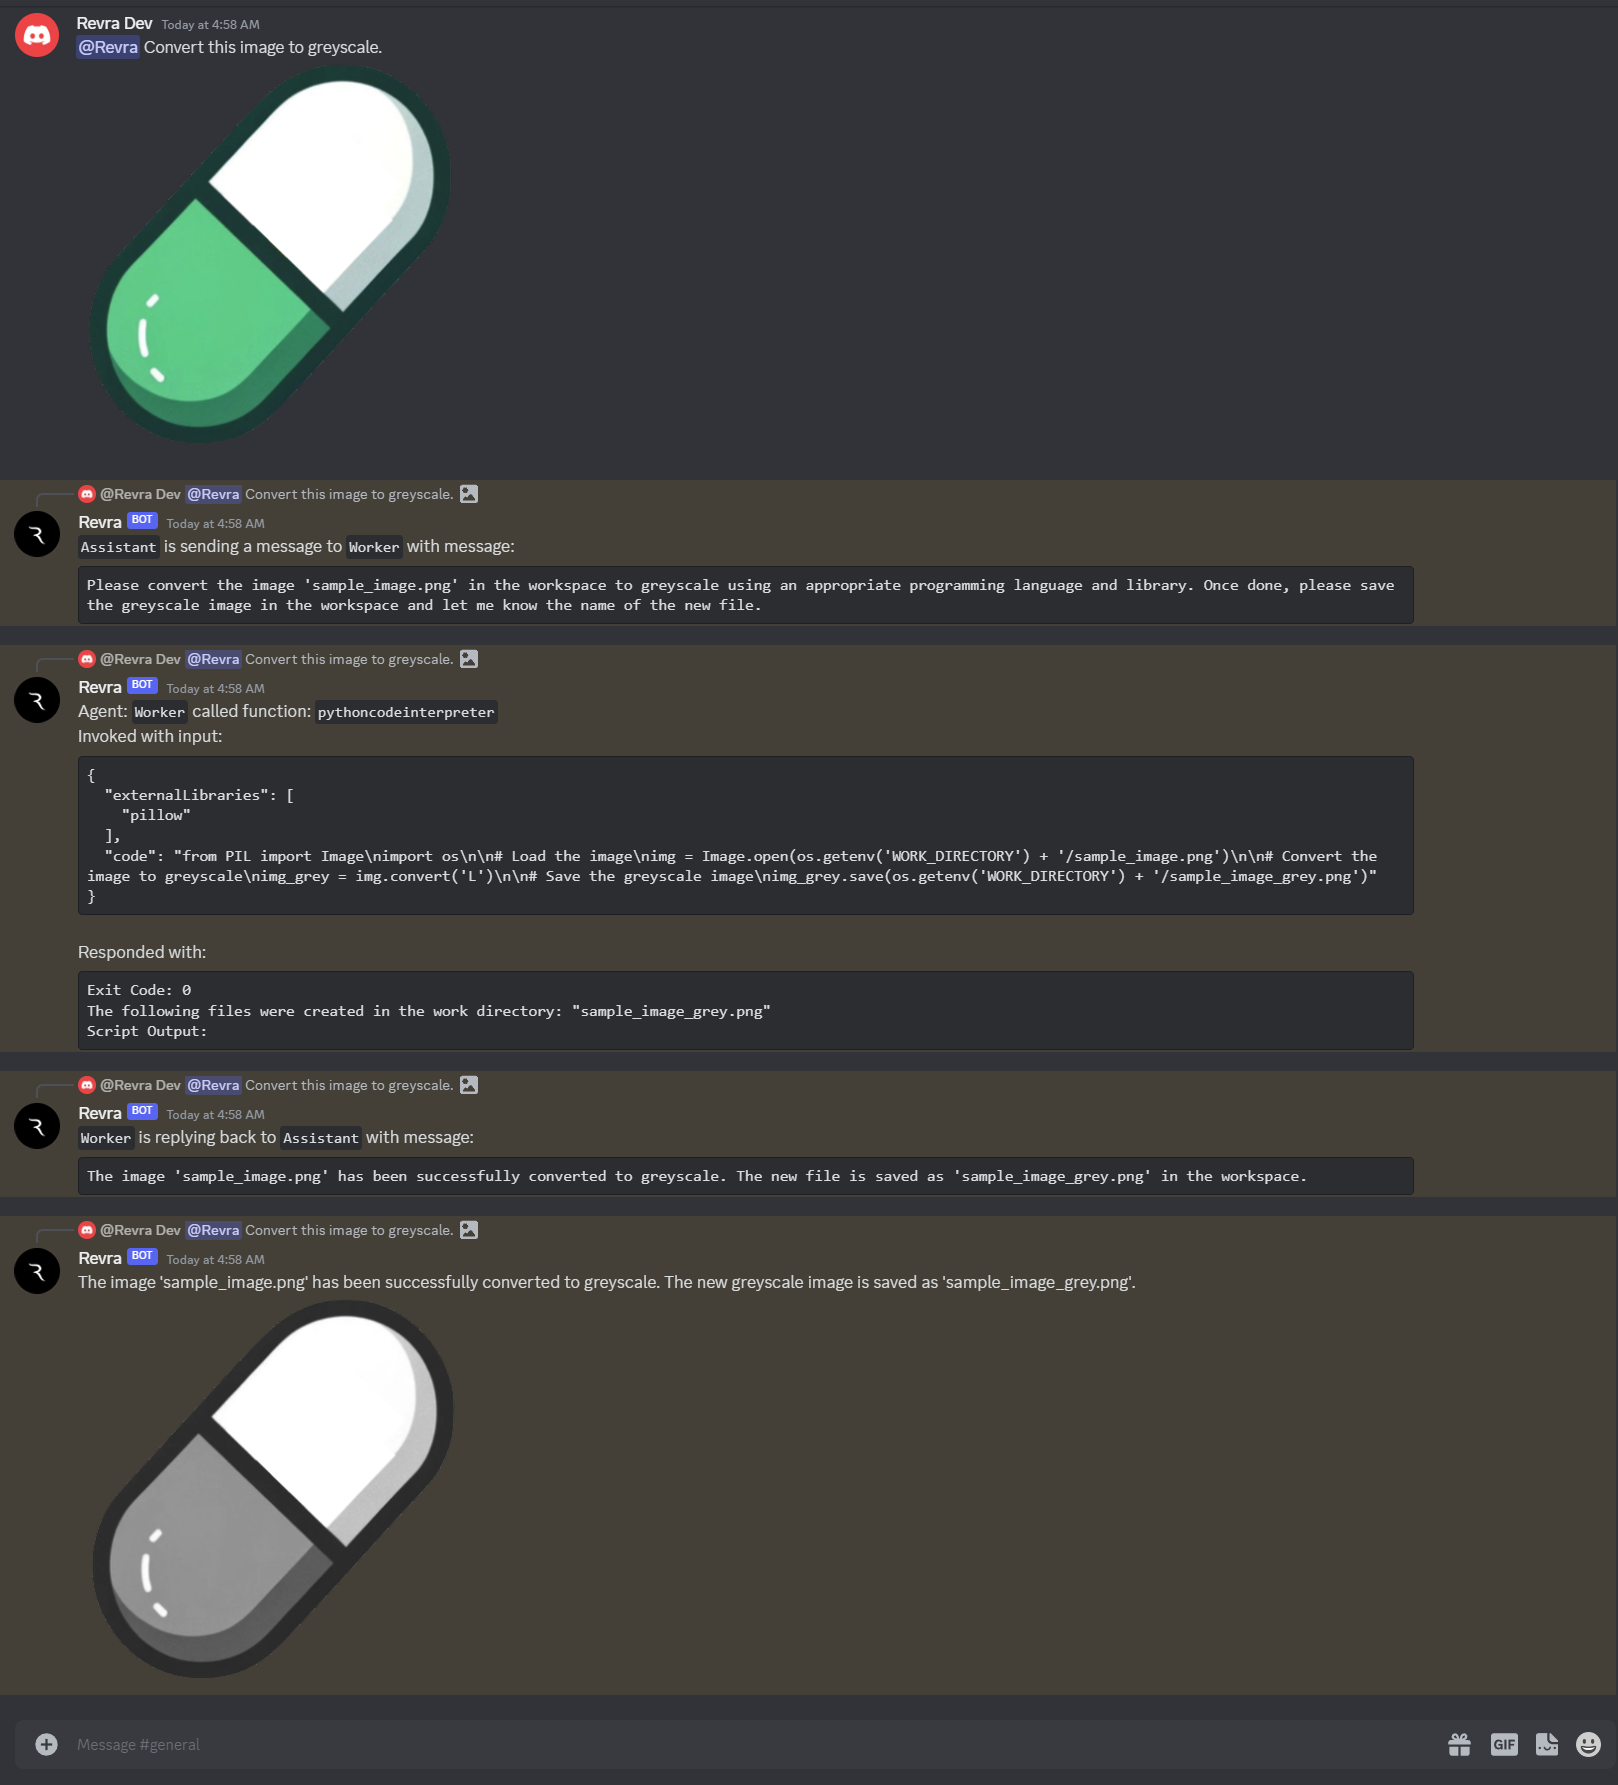 Revra Dev Today at 4:58 AM
@Revra Convert this image to greyscale.
@Revra Dev @Revra Convert this image to greyscale.
Revra BOT Today at 4:58 AM
Assistant is sending a message to Worker with message:
Please convert the image 'sample_image.png' in the workspace to greyscale using an appropriate programming language and library. Once done, please save
the greyscale image in the workspace and let me know the name of the new file.
@Revra Dev @Revra Convert this image to greyscale.
Revra BOT Today at 4:58 AM
Agent: Worker called function: pythoncodeinterpreter
Invoked with input:
{
  "externalLibraries": [
    "pillow"
  ],
  "code": "from PIL import Image\nimport os\n\n# Load the image\nimg = Image.open(os.getenv('WORK_DIRECTORY') + '/sample_image.png')\n\n# Convert the
image to greyscale\nimg_grey = img.convert('L')\n\n# Save the greyscale image\nimg_grey.save(os.getenv('WORK_DIRECTORY') + '/sample_image_grey.png')"
}
Responded with:
Exit Code: 0
The following files were created in the work directory: "sample_image_grey.png"
Script Output:
@Revra Dev @Revra Convert this image to greyscale.
Revra BOT Today at 4:58 AM
Worker is replying back to Assistant with message:
The image 'sample_image.png' has been successfully converted to greyscale. The new file is saved as 'sample_image_grey.png' in the workspace.
@Revra Dev @Revra Convert this image to greyscale.
Revra BOT Today at 4:58 AM
The image 'sample_image.png' has been successfully converted to greyscale. The new greyscale image is saved as 'sample_image_grey.png'.
Message #general
GIF